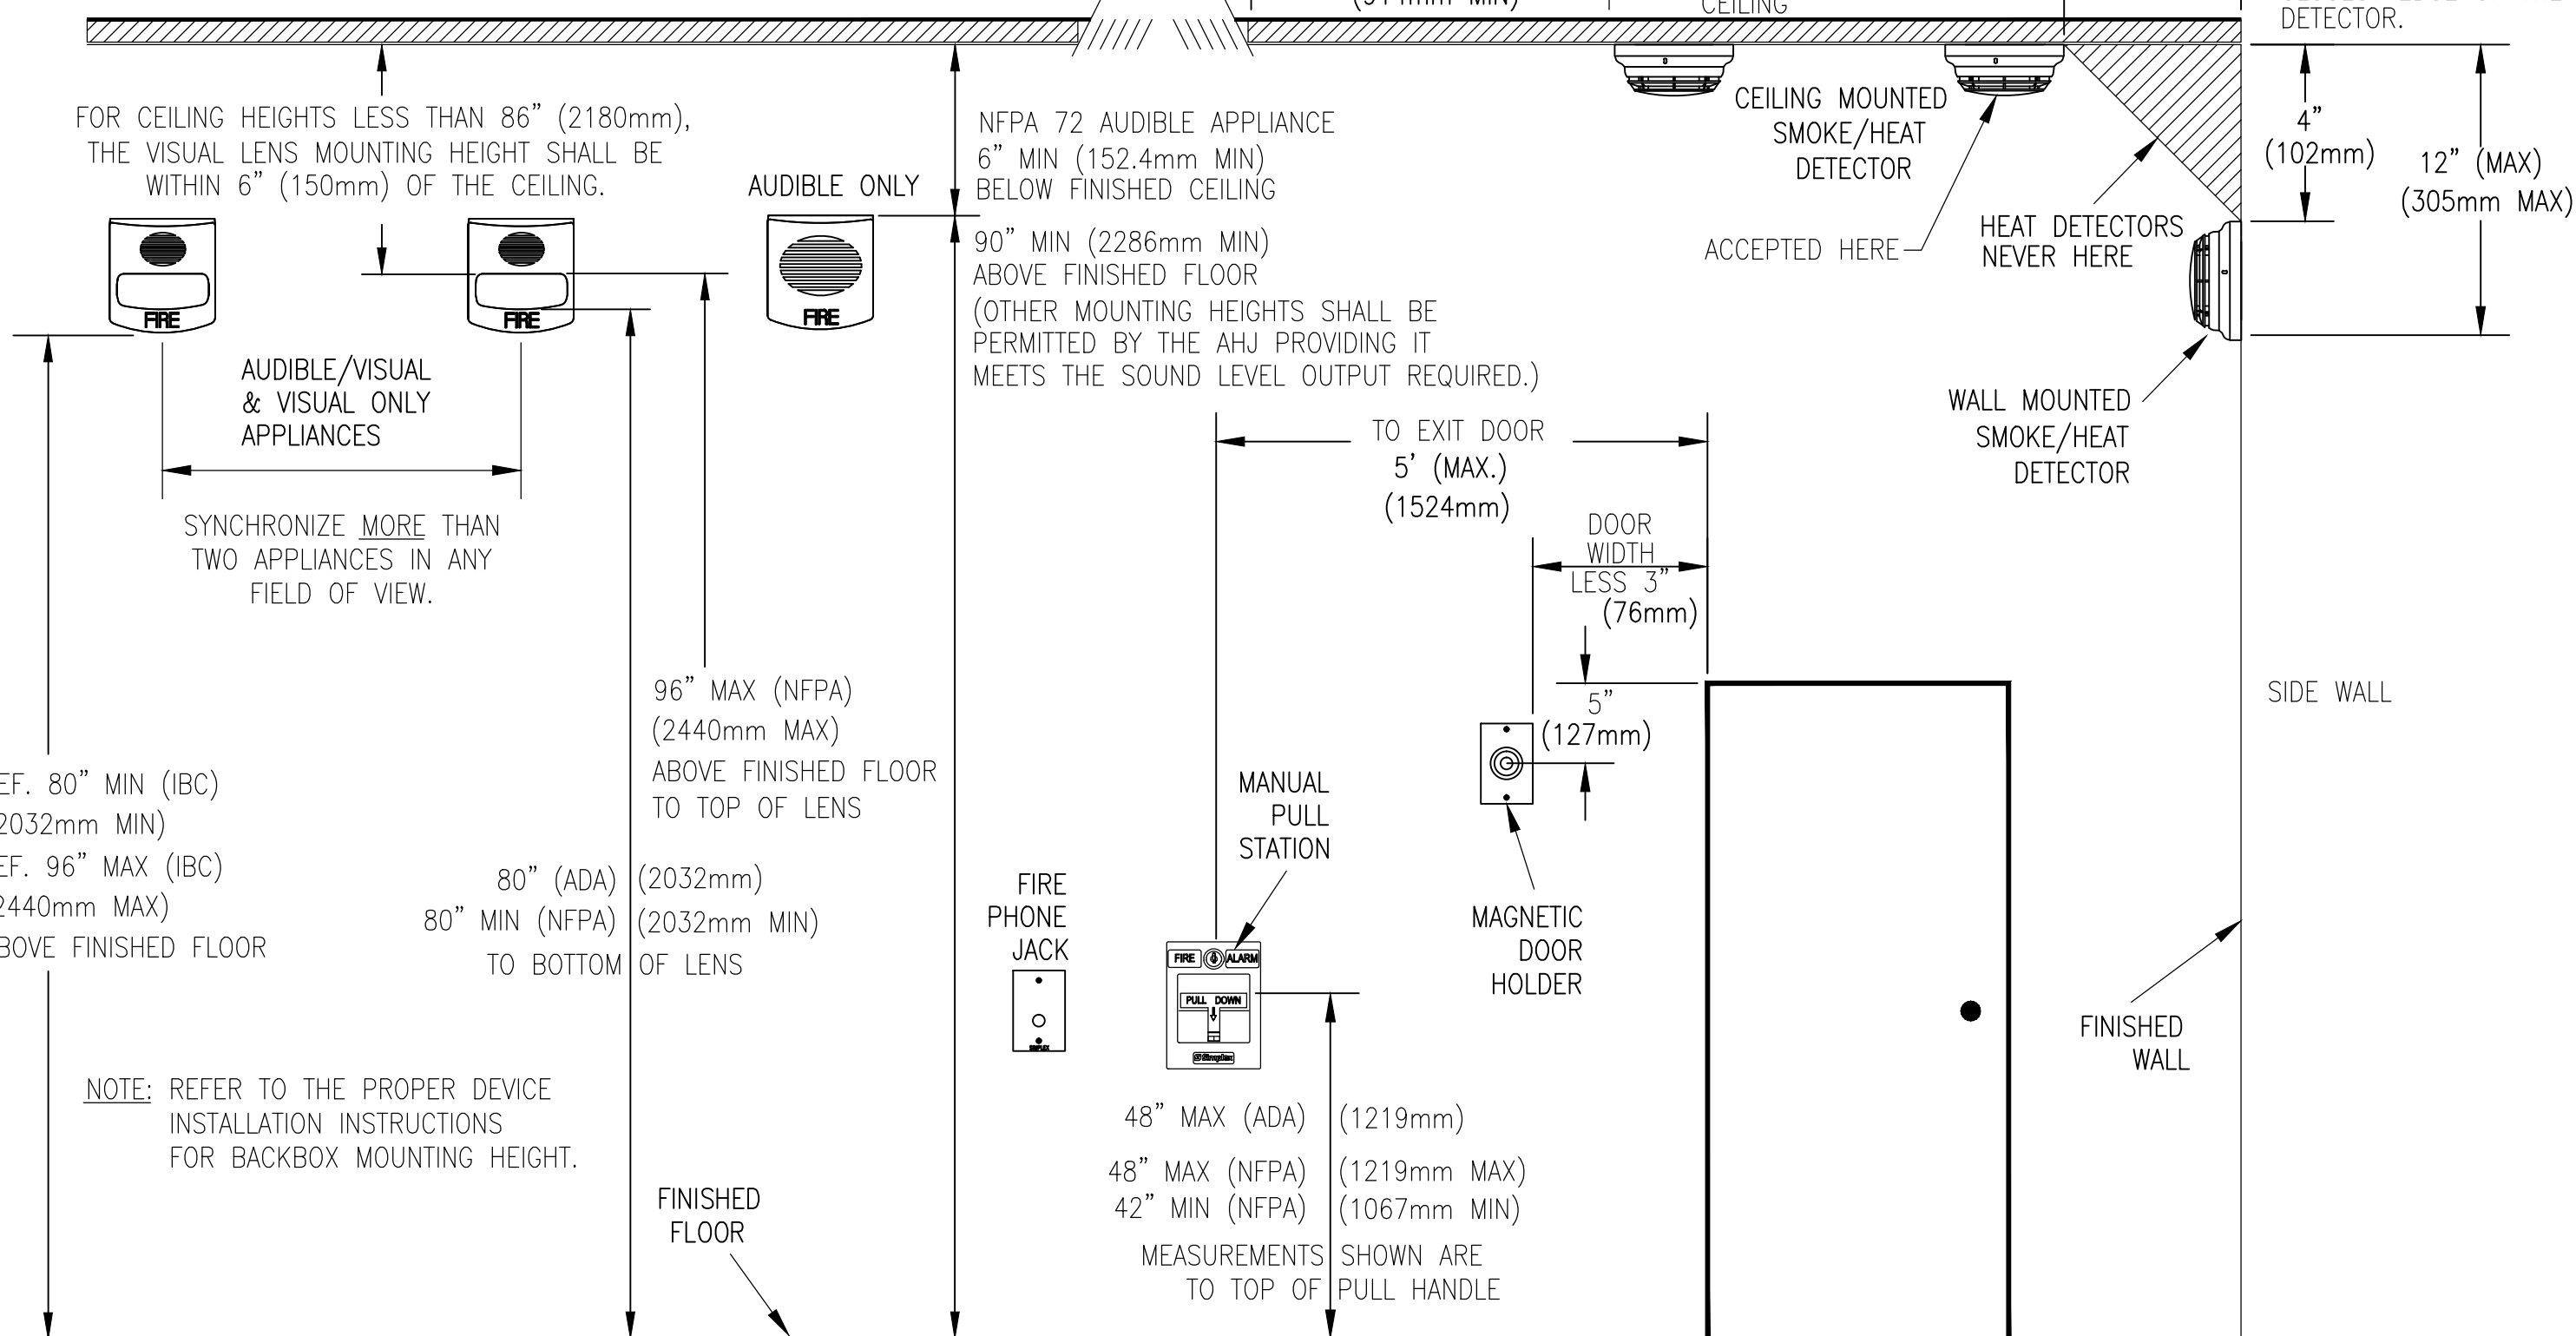 CEILING
DETECTOR.
FOR CEILING HEIGHTS LESS THAN 86" (2180mm),
THE VISUAL LENS MOUNTING HEIGHT SHALL BE
WITHIN 6" (150mm) OF THE CEILING.
AUDIBLE ONLY
NFPA 72 AUDIBLE APPLIANCE
6" MIN (152.4mm MIN)
BELOW FINISHED CEILING
90" MIN (2286mm MIN)
ABOVE FINISHED FLOOR
(OTHER MOUNTING HEIGHTS SHALL BE
PERMITTED BY THE AHJ PROVIDING IT
MEETS THE SOUND LEVEL OUTPUT REQUIRED.)
CEILING MOUNTED
SMOKE/HEAT
DETECTOR
ACCEPTED HERE
HEAT DETECTORS
NEVER HERE
4"
(102mm)
12" (MAX)
(305mm MAX)
FIRE
FIRE
FIRE
AUDIBLE/VISUAL
& VISUAL ONLY
APPLIANCES
SYNCHRONIZE MORE THAN
TWO APPLIANCES IN ANY
FIELD OF VIEW.
WALL MOUNTED
SMOKE/HEAT
DETECTOR
TO EXIT DOOR
5' (MAX.)
(1524mm)
DOOR
WIDTH
LESS 3"
(76mm)
5"
(127mm)
SIDE WALL
96" MAX (NFPA)
(2440mm MAX)
ABOVE FINISHED FLOOR
TO TOP OF LENS
EF. 80" MIN (IBC)
2032mm MIN)
EF. 96" MAX (IBC)
2440mm MAX)
BOVE FINISHED FLOOR
80" (ADA) (2032mm)
80" MIN (NFPA) (2032mm MIN)
TO BOTTOM OF LENS
MANUAL
PULL
STATION
FIRE
PHONE
JACK
SIMPLEX
FIRE ALARM
PULL DOWN
Simplex
MAGNETIC
DOOR
HOLDER
FINISHED
WALL
NOTE: REFER TO THE PROPER DEVICE
INSTALLATION INSTRUCTIONS
FOR BACKBOX MOUNTING HEIGHT.
FINISHED
FLOOR
48" MAX (ADA) (1219mm)
48" MAX (NFPA) (1219mm MAX)
42" MIN (NFPA) (1067mm MIN)
MEASUREMENTS SHOWN ARE
TO TOP OF PULL HANDLE